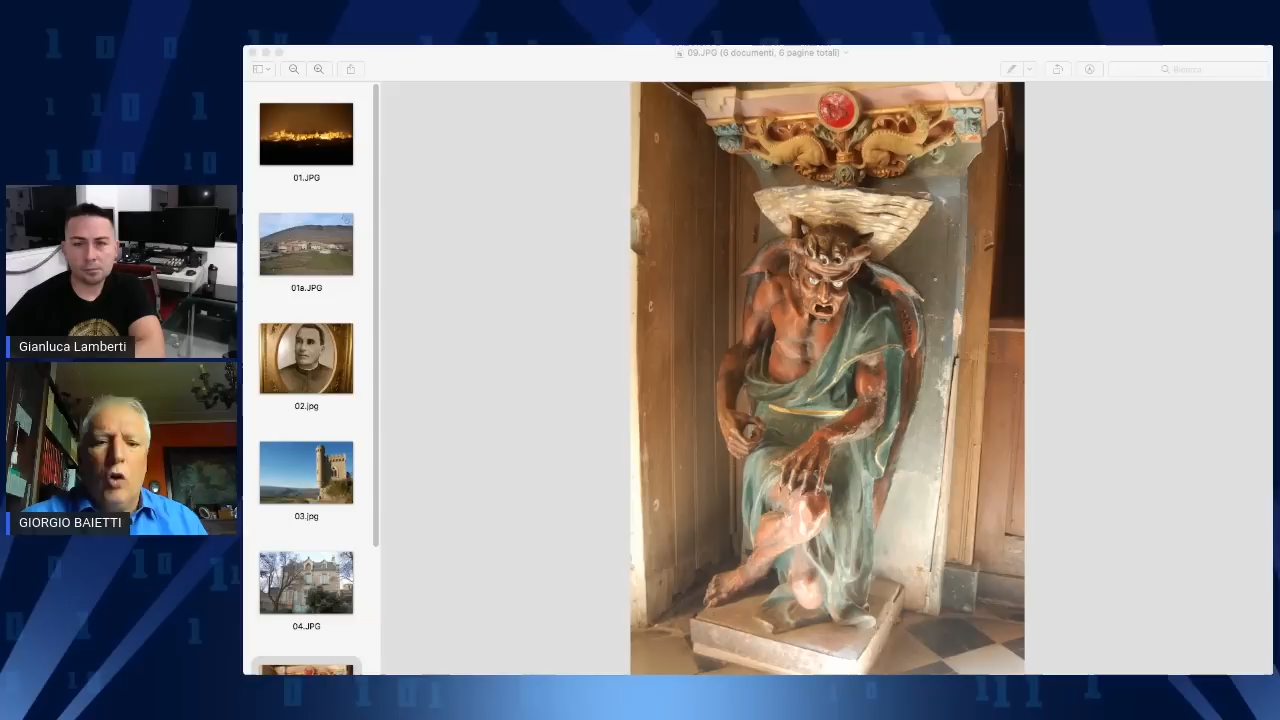 09.JPG (6 documenti, 6 pagine totali)
Ricerca
01.JPG
01a.JPG
02.jpg
03.jpg
04.JPG
Gianluca Lamberti
GIORGIO BAIETTI